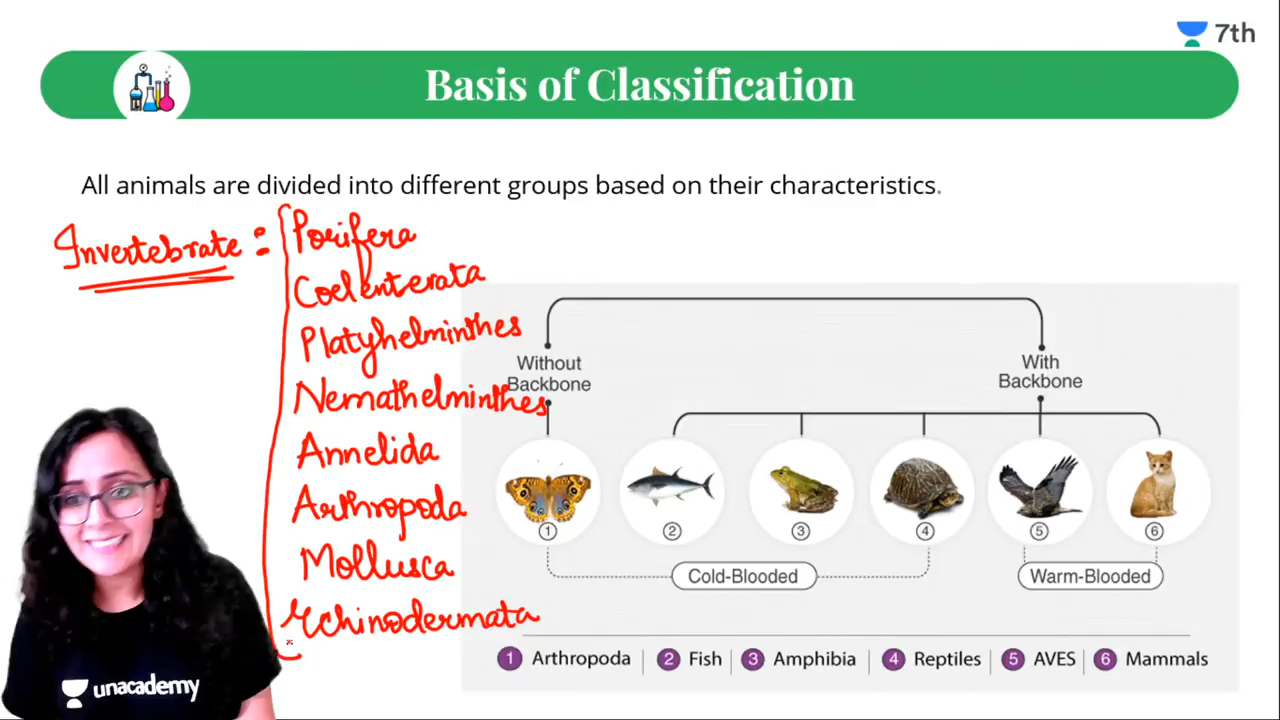 7th
Basis of Classification
All animals are divided into different groups based on their characteristics.
Invertebrate :
Porifera
Coelenterata
Platyhelminthes
Nemathelminthes
Annelida
Arthropoda
Mollusca
Echinodermata
Without
Backbone
With
Backbone
1
2
3
4
5
6
Cold-Blooded
Warm-Blooded
1 Arthropoda | 2 Fish | 3 Amphibia | 4 Reptiles | 5 AVES | 6 Mammals
unacademy